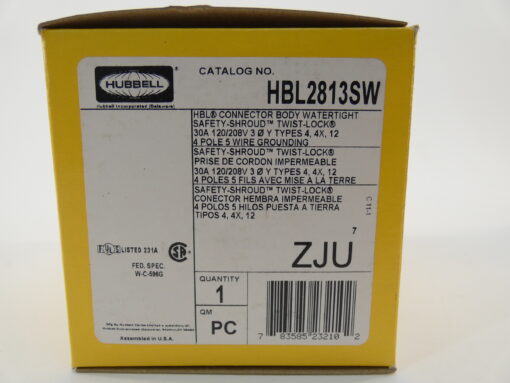 HUBBELL
Hubbell Incorporated (Delaware)
CATALOG NO.
HBL2813SW
HBL® CONNECTOR BODY WATERTIGHT
SAFETY-SHROUD™ TWIST-LOCK®
30A 120/208V 3 Ø Y TYPES 4, 4X, 12
4 POLE 5 WIRE GROUNDING
SAFETY-SHROUD™ TWIST-LOCK®
PRISE DE CORDON IMPERMEABLE
30A 120/208V 3 Ø Y TYPES 4, 4X, 12
4 POLES 5 FILS AVEC MISE A LA TERRE
SAFETY-SHROUD™ TWIST-LOCK®
CONECTOR HEMBRA IMPERMEABLE
4 POLOS 5 HILOS PUESTA A TIERRA
TIPOS 4, 4X, 12
LISTED 231A
FED. SPEC.
W-C-596G
7
ZJU
QUANTITY
1
QM
PC
7 83585 23210 2
Assembled in U.S.A.